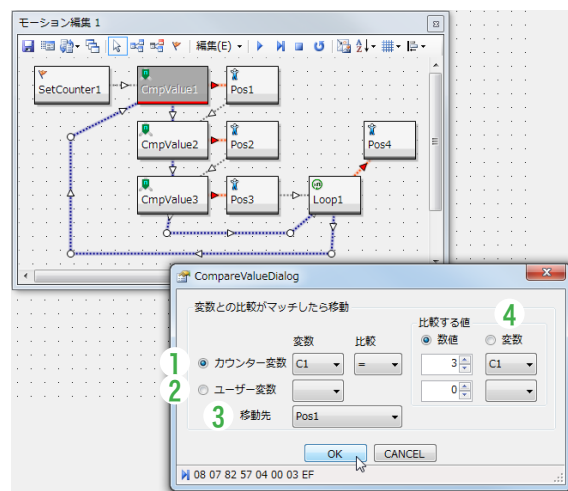 モーション編集 1
編集(E)
SetCounter1
CmpValue1
Pos1
CmpValue2
Pos2
Pos4
CmpValue3
Pos3
Loop1
CompareValueDialog
変数との比較がマッチしたら移動
比較する値
4
変数
比較
数値
変数
1
カウンター変数
C1
=
3
C1
2
ユーザー変数
0
3
移動先
Pos1
OK
CANCEL
08 07 82 57 04 00 03 EF